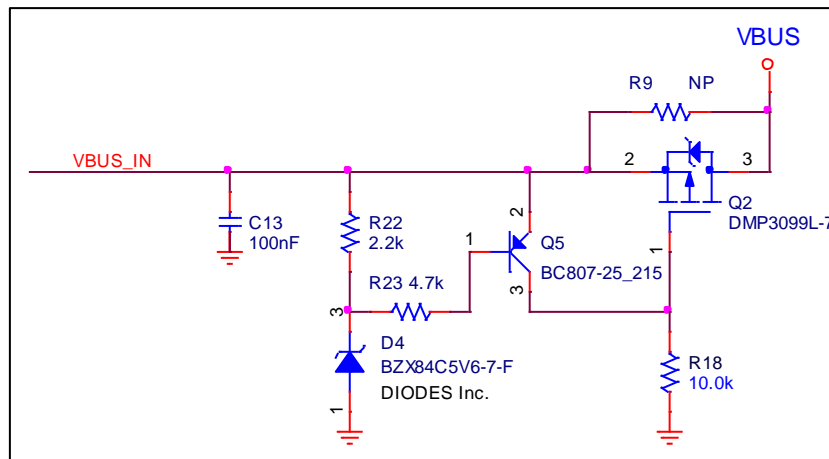 VBUS
R9 NP
VBUS_IN
2
3
C13
100nF
R22
2.2k
2
1
Q5
BC807-25_215
3
1
Q2
DMP3099L-7
R23 4.7k
3
D4
BZX84C5V6-7-F
DIODES Inc.
1
R18
10.0k